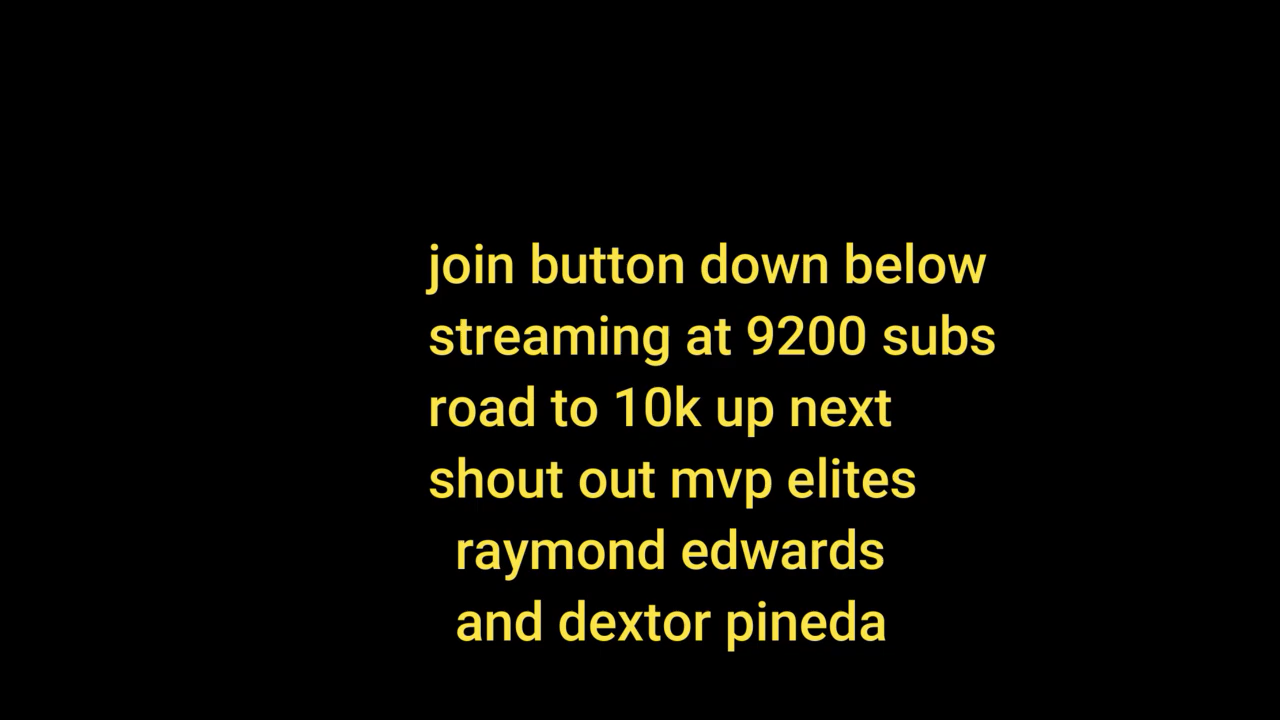 join button down below
streaming at 9200 subs
road to 10k up next
shout out mvp elites
raymond edwards
and dextor pineda